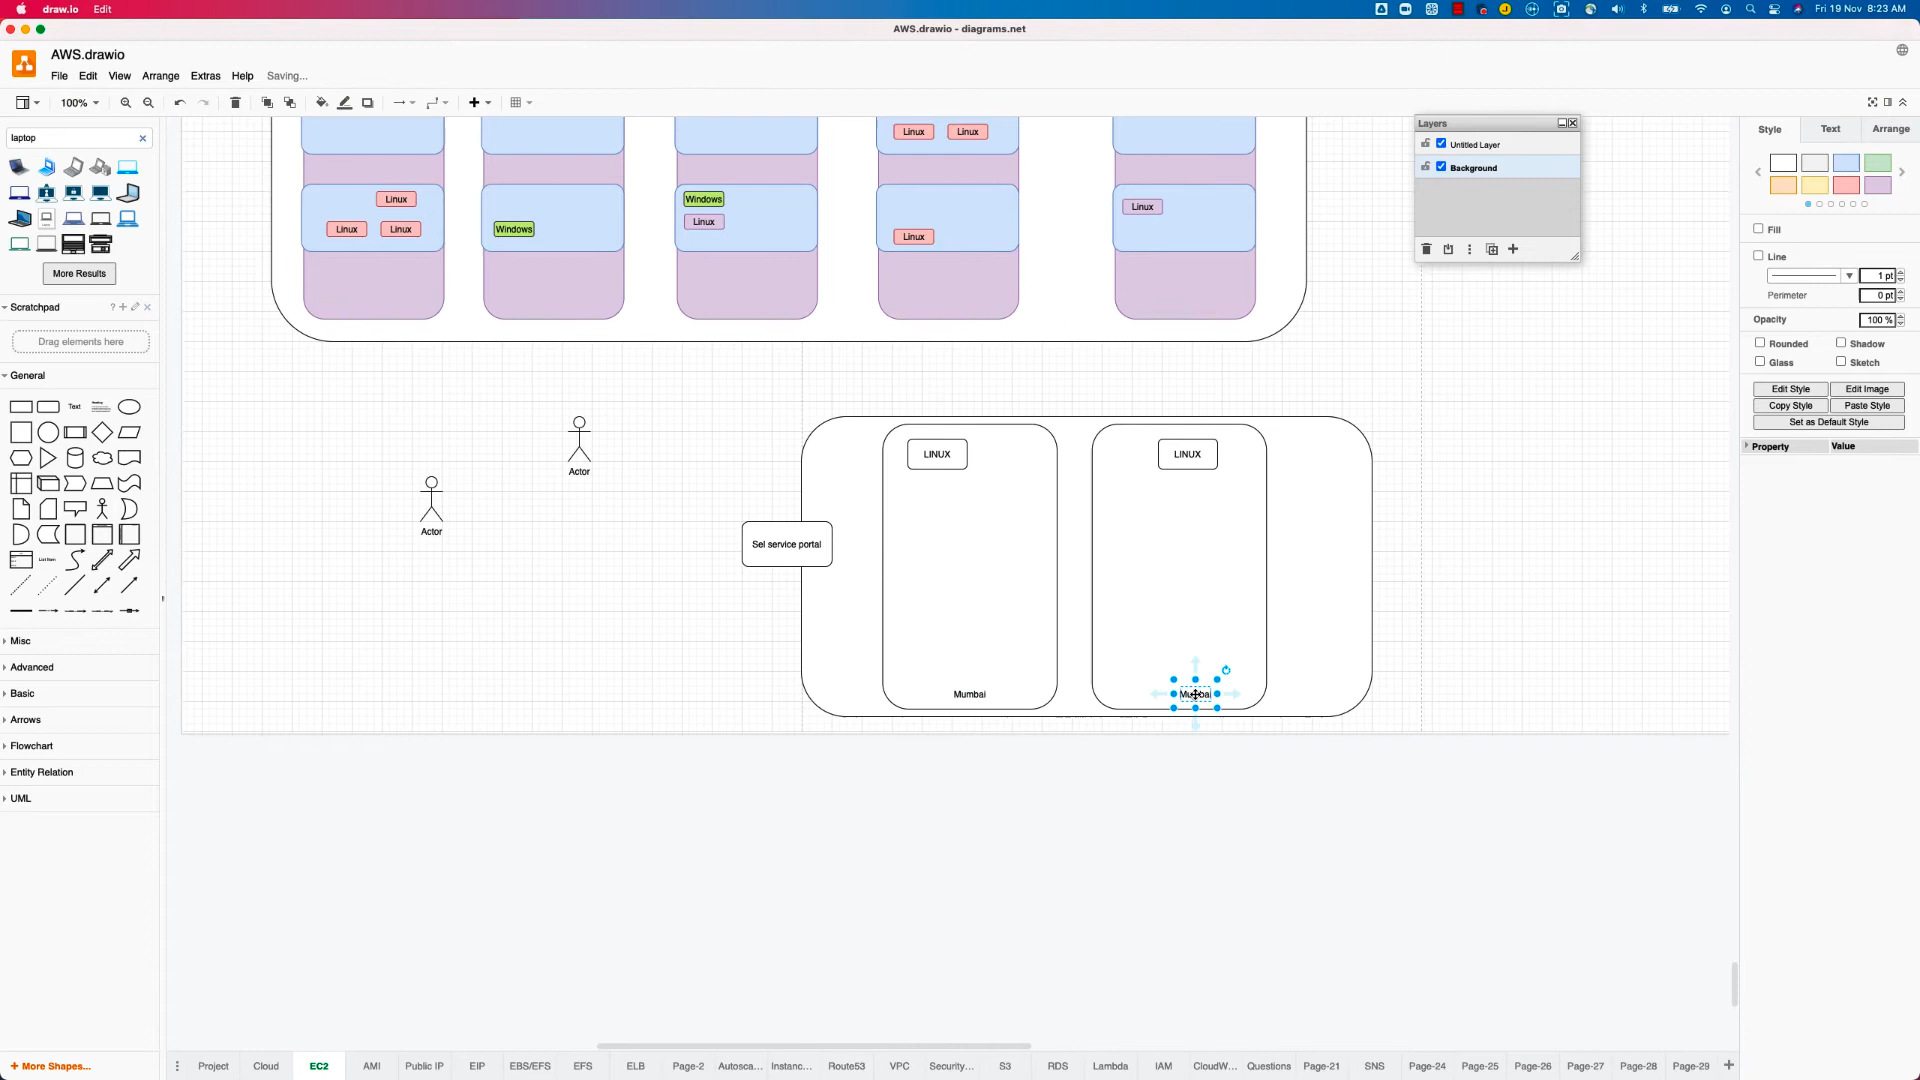 draw.io Edit
Fri 19 Nov 8:23 AM
AWS.drawio - diagrams.net
AWS.drawio
File Edit View Arrange Extras Help Saving...
100%
laptop
More Results
Scratchpad
Drag elements here
General
Text
Heading
List Item
Misc
Advanced
Basic
Arrows
Flowchart
Entity Relation
UML
More Shapes...
Linux Linux
Linux
Linux Linux
Windows
Windows
Linux
Linux
Linux
Actor
Actor
Sel service portal
LINUX
LINUX
Mumbai
Layers
Untitled Layer
Background
Style Text Arrange
Fill
Line
1 pt
Perimeter 0 pt
Opacity 100 %
Rounded Shadow
Glass Sketch
Edit Style Edit Image
Copy Style Paste Style
Set as Default Style
Property Value
Project Cloud EC2 AMI Public IP EIP EBS/EFS EFS ELB Page-2 Autosca... Instanc... Route53 VPC Security... S3 RDS Lambda IAM CloudW... Questions Page-21 SNS Page-24 Page-25 Page-26 Page-27 Page-28 Page-29